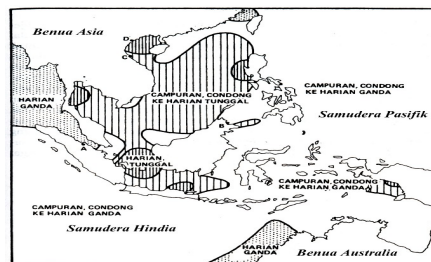 Benua Asia
D
C
CAMPURAN, CONDONG
KE HARIAN TUNGGAL
HARIAN
GANDA
CAMPURAN, CONDONG
KE HARIAN GANDA
Samudera Pasifik
B
A
HARIAN
TUNGGAL
CAMPURAN, CONDONG
KE HARIAN GANDA
CAMPURAN, CONDONG
KE HARIAN GANDA
Samudera Hindia
HARIAN
GANDA
Benua Australia